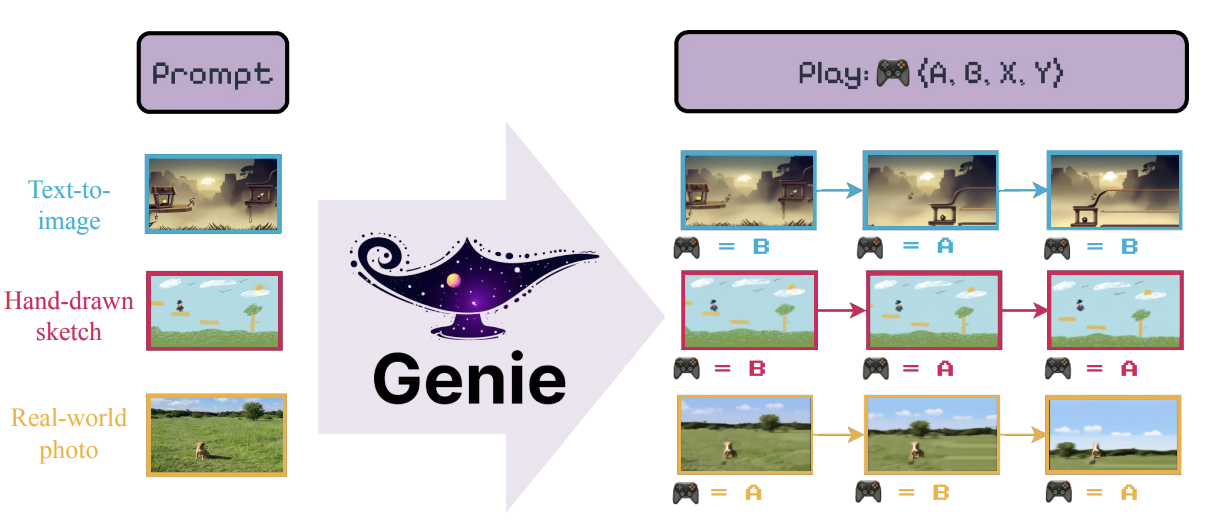 Prompt
Play: {A, B, X, Y}
Text-to-
image
= B
= A
= B
Hand-drawn
sketch
= B
= A
= A
Genie
Real-world
photo
= A
= B
= A